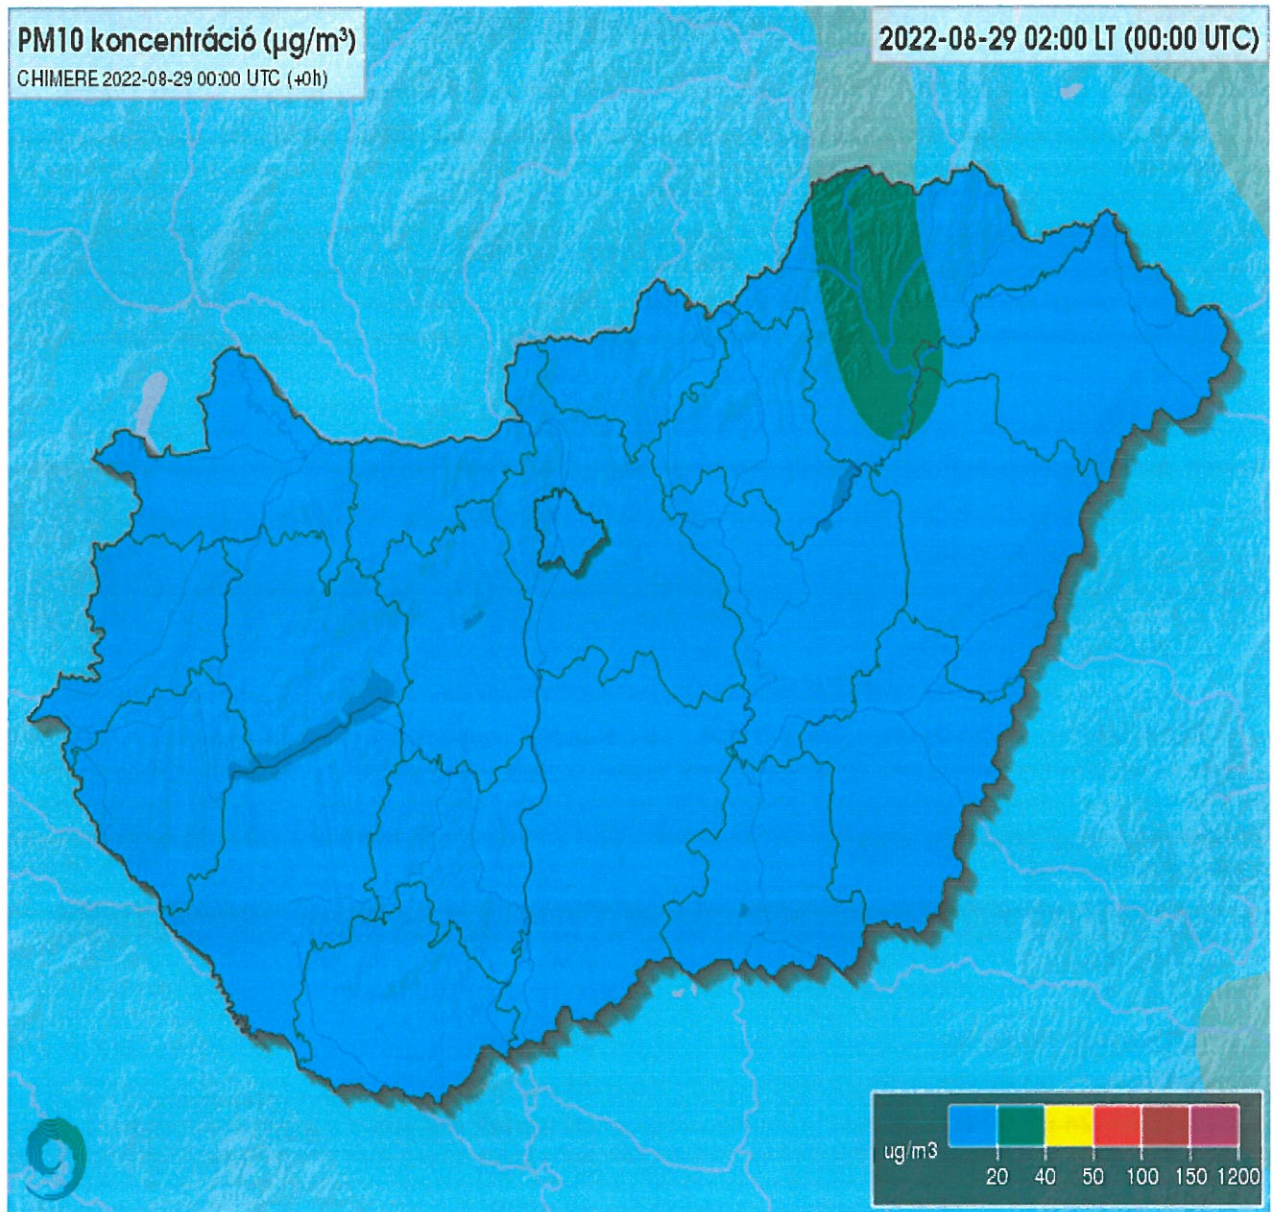 PM10 koncentráció (µg/m³)
CHIMERE 2022-08-29 00:00 UTC (+0h)
2022-08-29 02:00 LT (00:00 UTC)
ug/m3
20 40 50 100 150 1200